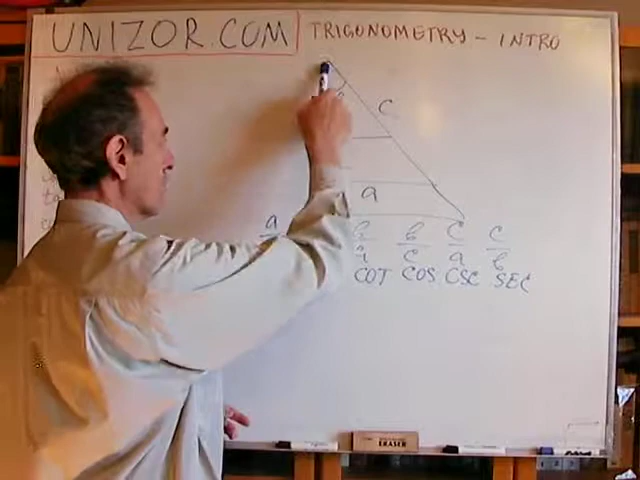 UNIZOR.COM
TRIGONOMETRY - INTRO
c
a
a b b c c
a c a b
COT COS CSC SEC
ERASER